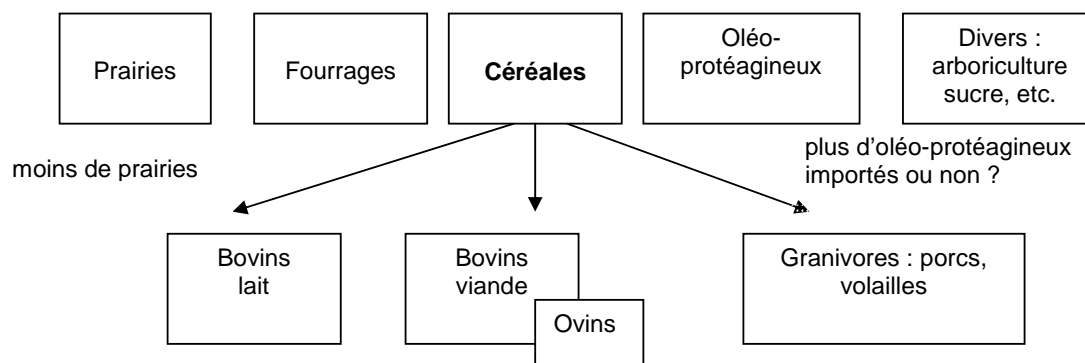 Prairies
Fourrages
Céréales
Oléo-
protéagineux
Divers :
arboriculture
sucre, etc.
moins de prairies
plus d’oléo-protéagineux
importés ou non ?
Bovins
lait
Bovins
viande
Ovins
Granivores : porcs,
volailles